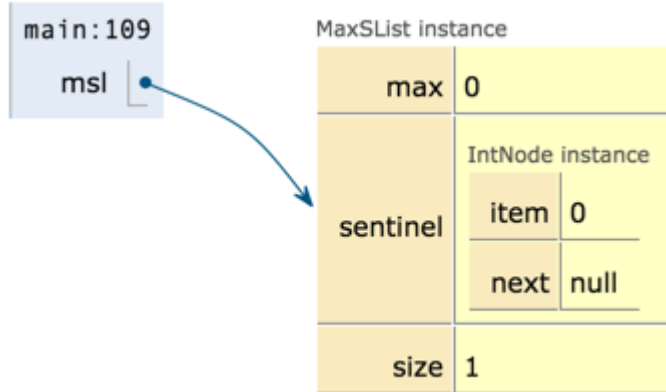 main:109
msl
MaxSList instance
max 0
sentinel
IntNode instance
item 0
next null
size 1